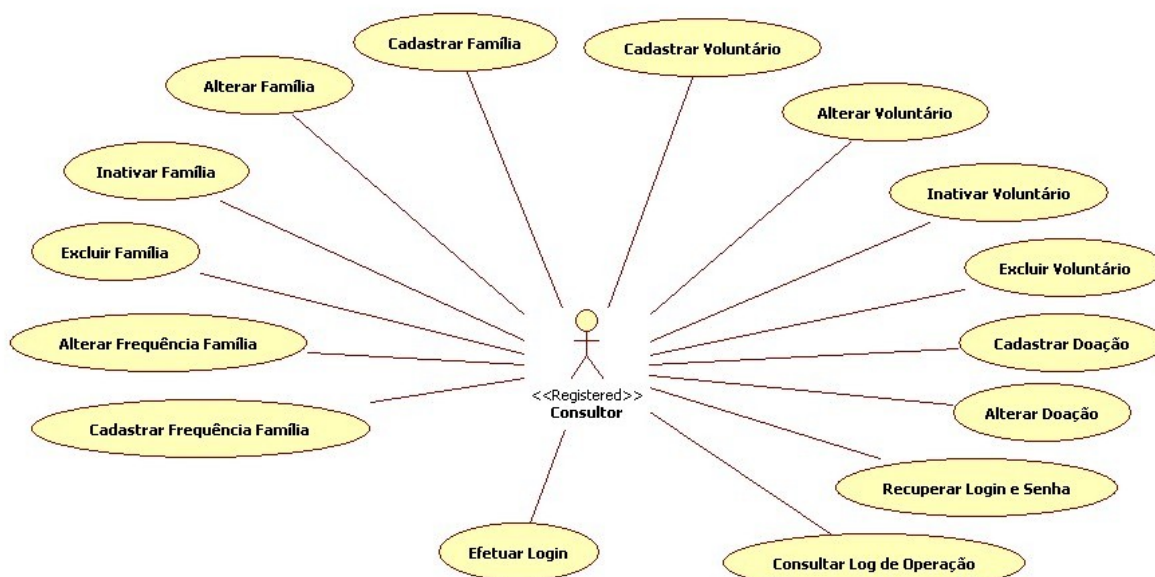 Cadastrar Família
Cadastrar Voluntário
Alterar Família
Alterar Voluntário
Inativar Família
Inativar Voluntário
Excluir Família
Excluir Voluntário
Alterar Frequência Família
Cadastrar Doação
<<Registered>>
Consultor
Alterar Doação
Cadastrar Frequência Família
Recuperar Login e Senha
Efetuar Login
Consultar Log de Operação